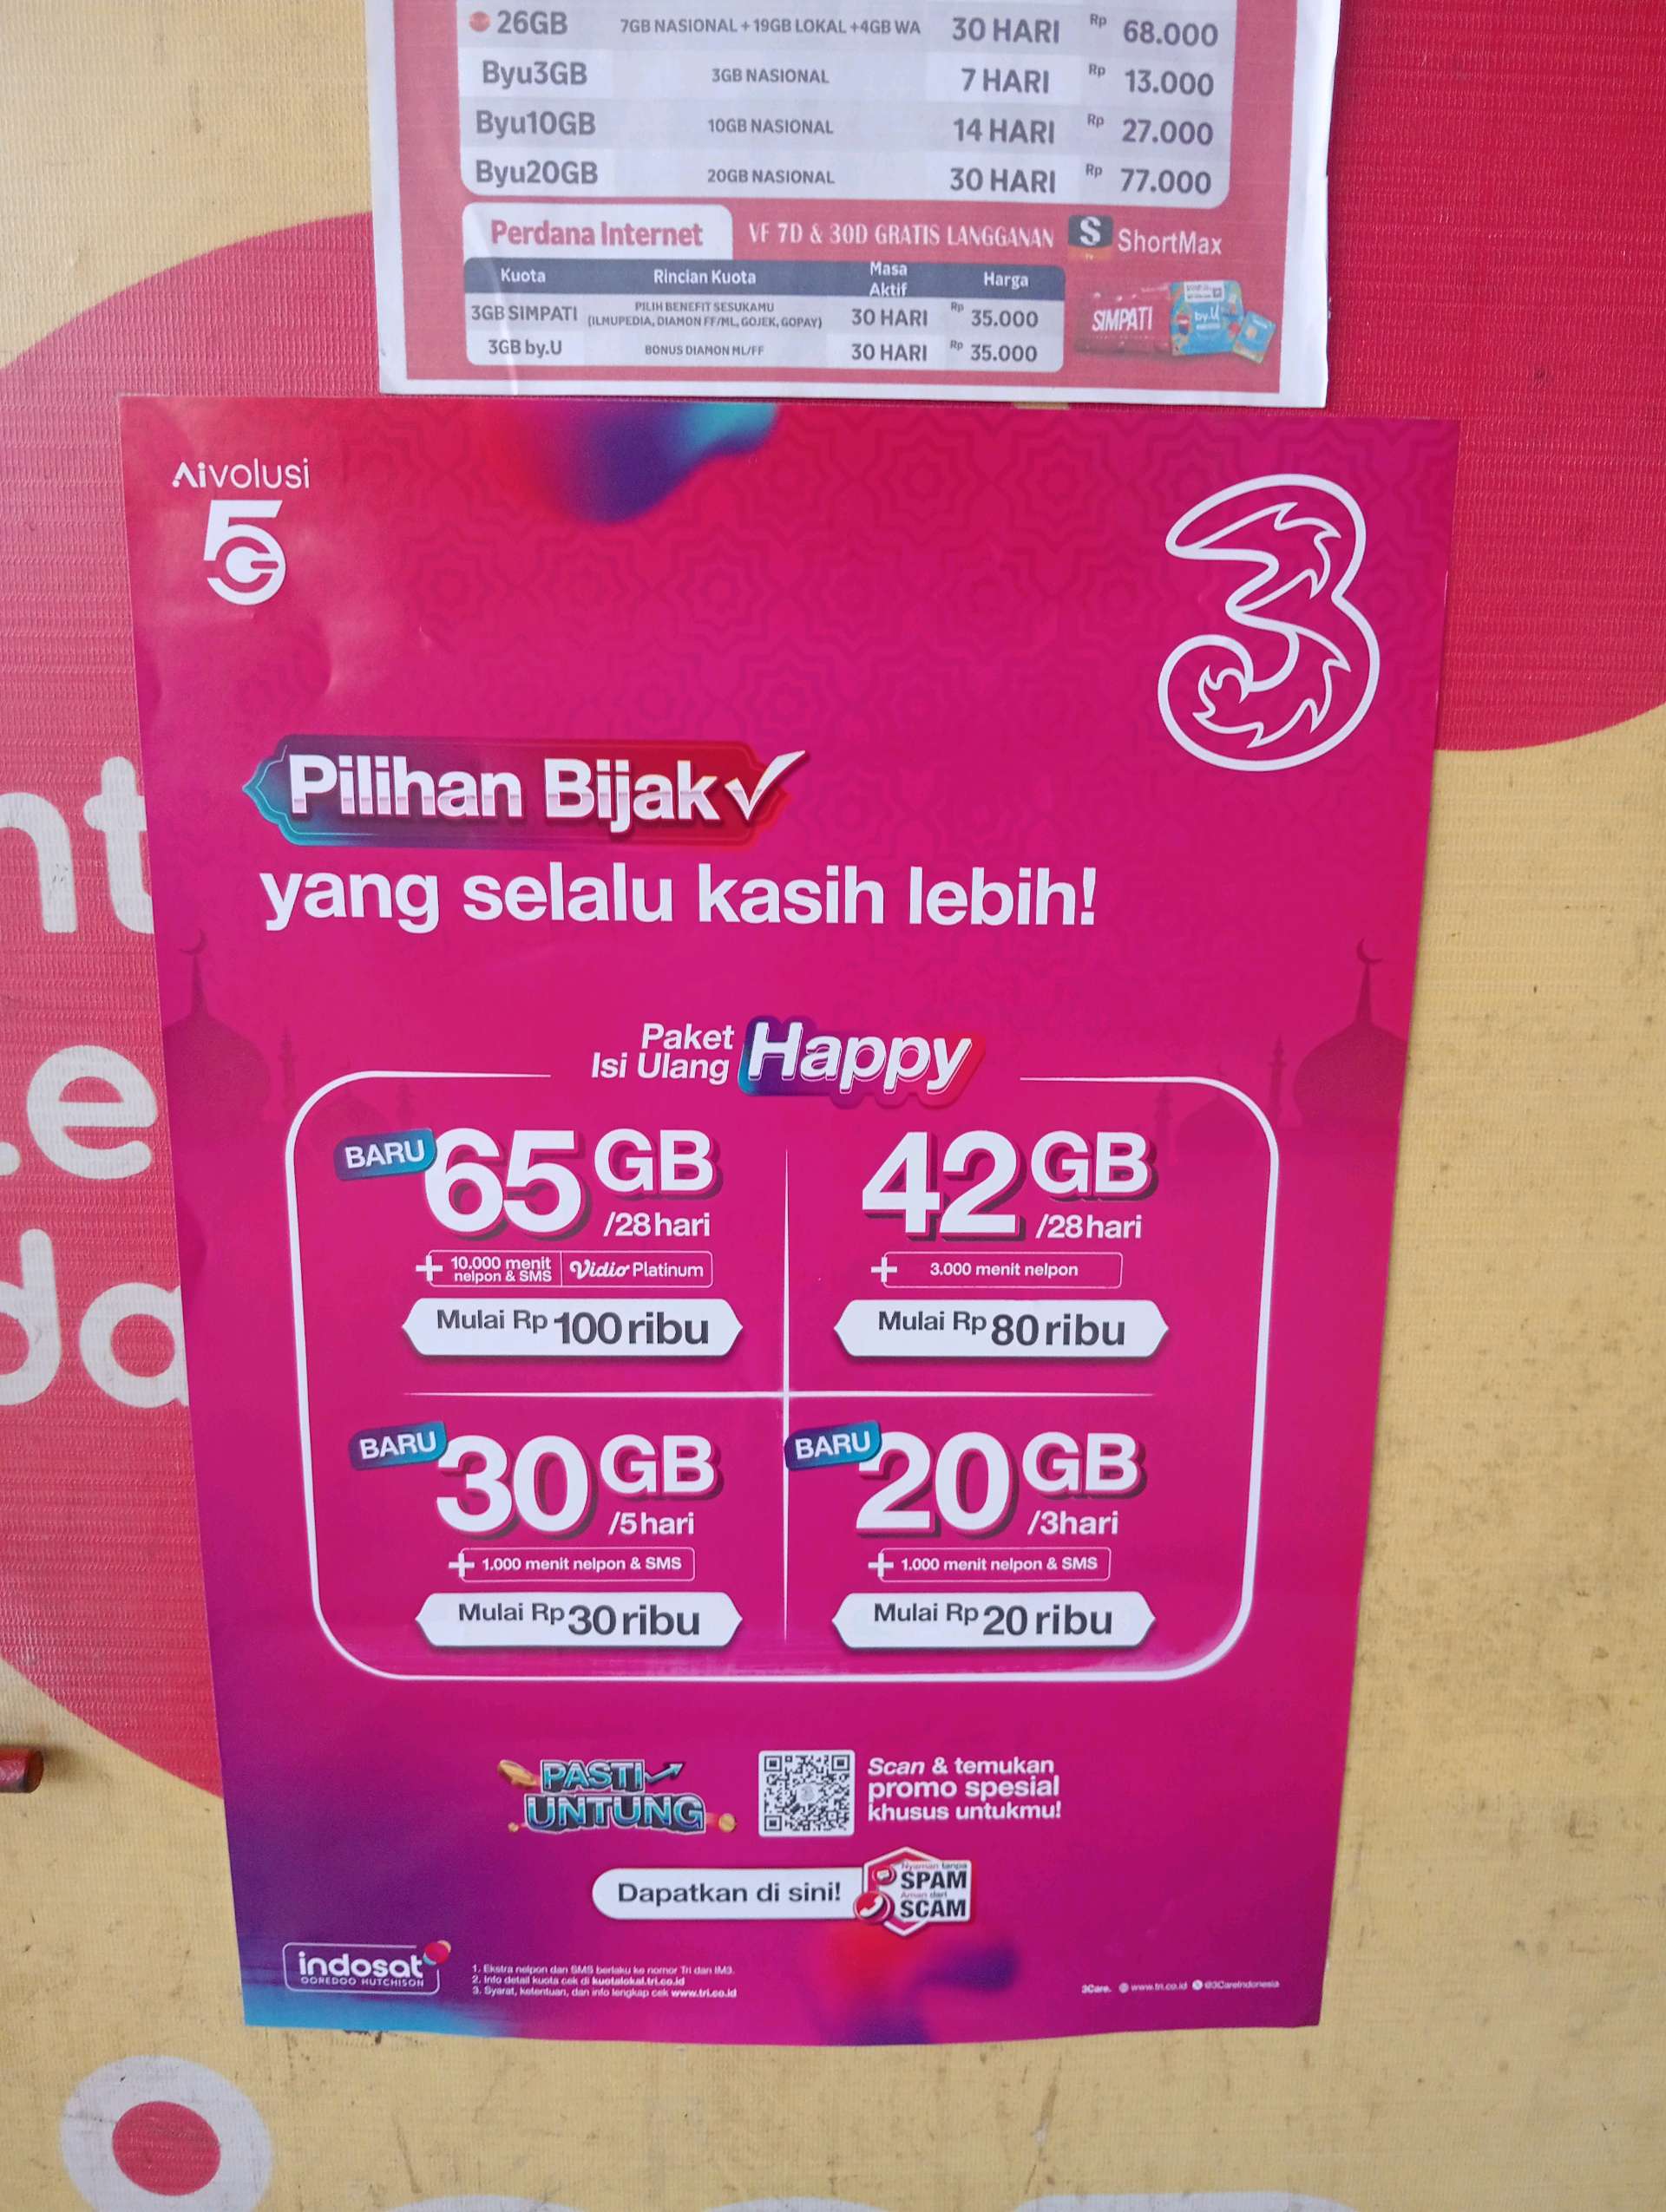 26GB 7GB NASIONAL + 19GB LOKAL +4GB WA 30 HARI Rp 68.000
Byu3GB 3GB NASIONAL 7 HARI Rp 13.000
Byu10GB 10GB NASIONAL 14 HARI Rp 27.000
Byu20GB 20GB NASIONAL 30 HARI Rp 77.000
Perdana Internet VF 7D & 30D GRATIS LANGGANAN S ShortMax
Kuota Rincian Kuota Masa Aktif Harga
3GB SIMPATI PILIH BENEFIT SESUKAMU (ILMUPEDIA, DIAMON FF/ML, GOJEK, GOPAY) 30 HARI Rp 35.000
3GB by.U BONUS DIAMON ML/FF 30 HARI Rp 35.000
SIMPATI by.U
Aivolusi
5G
3
Pilihan Bijak
yang selalu kasih lebih!
Paket
Isi Ulang
Happy
BARU 65 GB
/28 hari
+ 10.000 menit
nelpon & SMS
Vidio Platinum
Mulai Rp 100 ribu
42 GB
/28 hari
+ 3.000 menit nelpon
Mulai Rp 80 ribu
BARU 30 GB
/5 hari
+ 1.000 menit nelpon & SMS
Mulai Rp 30 ribu
BARU 20 GB
/3hari
+ 1.000 menit nelpon & SMS
Mulai Rp 20 ribu
PASTI
UNTUNG
Scan & temukan
promo spesial
khusus untukmu!
Dapatkan di sini!
Nyaman tanpa
SPAM
Aman dari
SCAM
indosat
OOREDOO HUTCHISON
1. Ekstra nelpon dan SMS berlaku ke nomor Tri dan IM3.
2. Info detail kuota cek di kuotalokal.tri.co.id
3. Syarat, ketentuan, dan info lengkap cek www.tri.co.id
3Care. www.tri.co.id @3CareIndonesia
nt
e
da